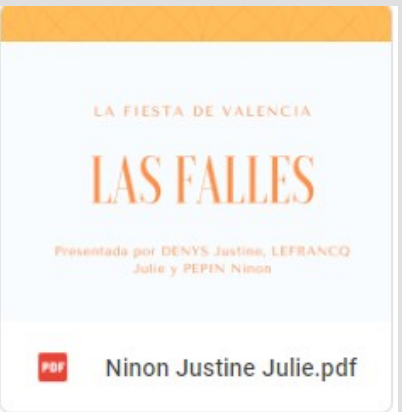 LA FIESTA DE VALENCIA
LAS FALLES
Presentada por DENYS Justine, LEFRANCQ
Julie y PEPIN Ninon
PDF Ninon Justine Julie.pdf